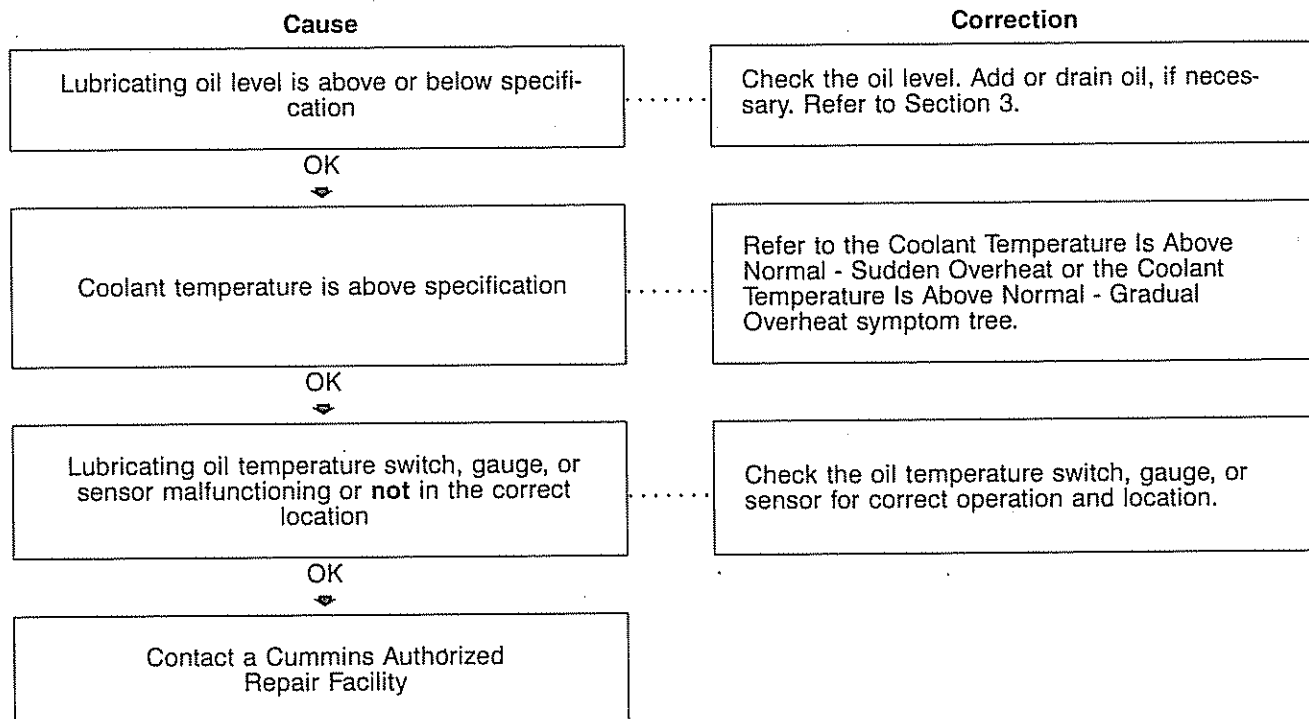 Cause
Correction
Lubricating oil level is above or below specifi-
cation
Check the oil level. Add or drain oil, if neces-
sary. Refer to Section 3.
OK
Coolant temperature is above specification
Refer to the Coolant Temperature Is Above
Normal - Sudden Overheat or the Coolant
Temperature Is Above Normal - Gradual
Overheat symptom tree.
OK
Lubricating oil temperature switch, gauge, or
sensor malfunctioning or not in the correct
location
Check the oil temperature switch, gauge, or
sensor for correct operation and location.
OK
Contact a Cummins Authorized
Repair Facility